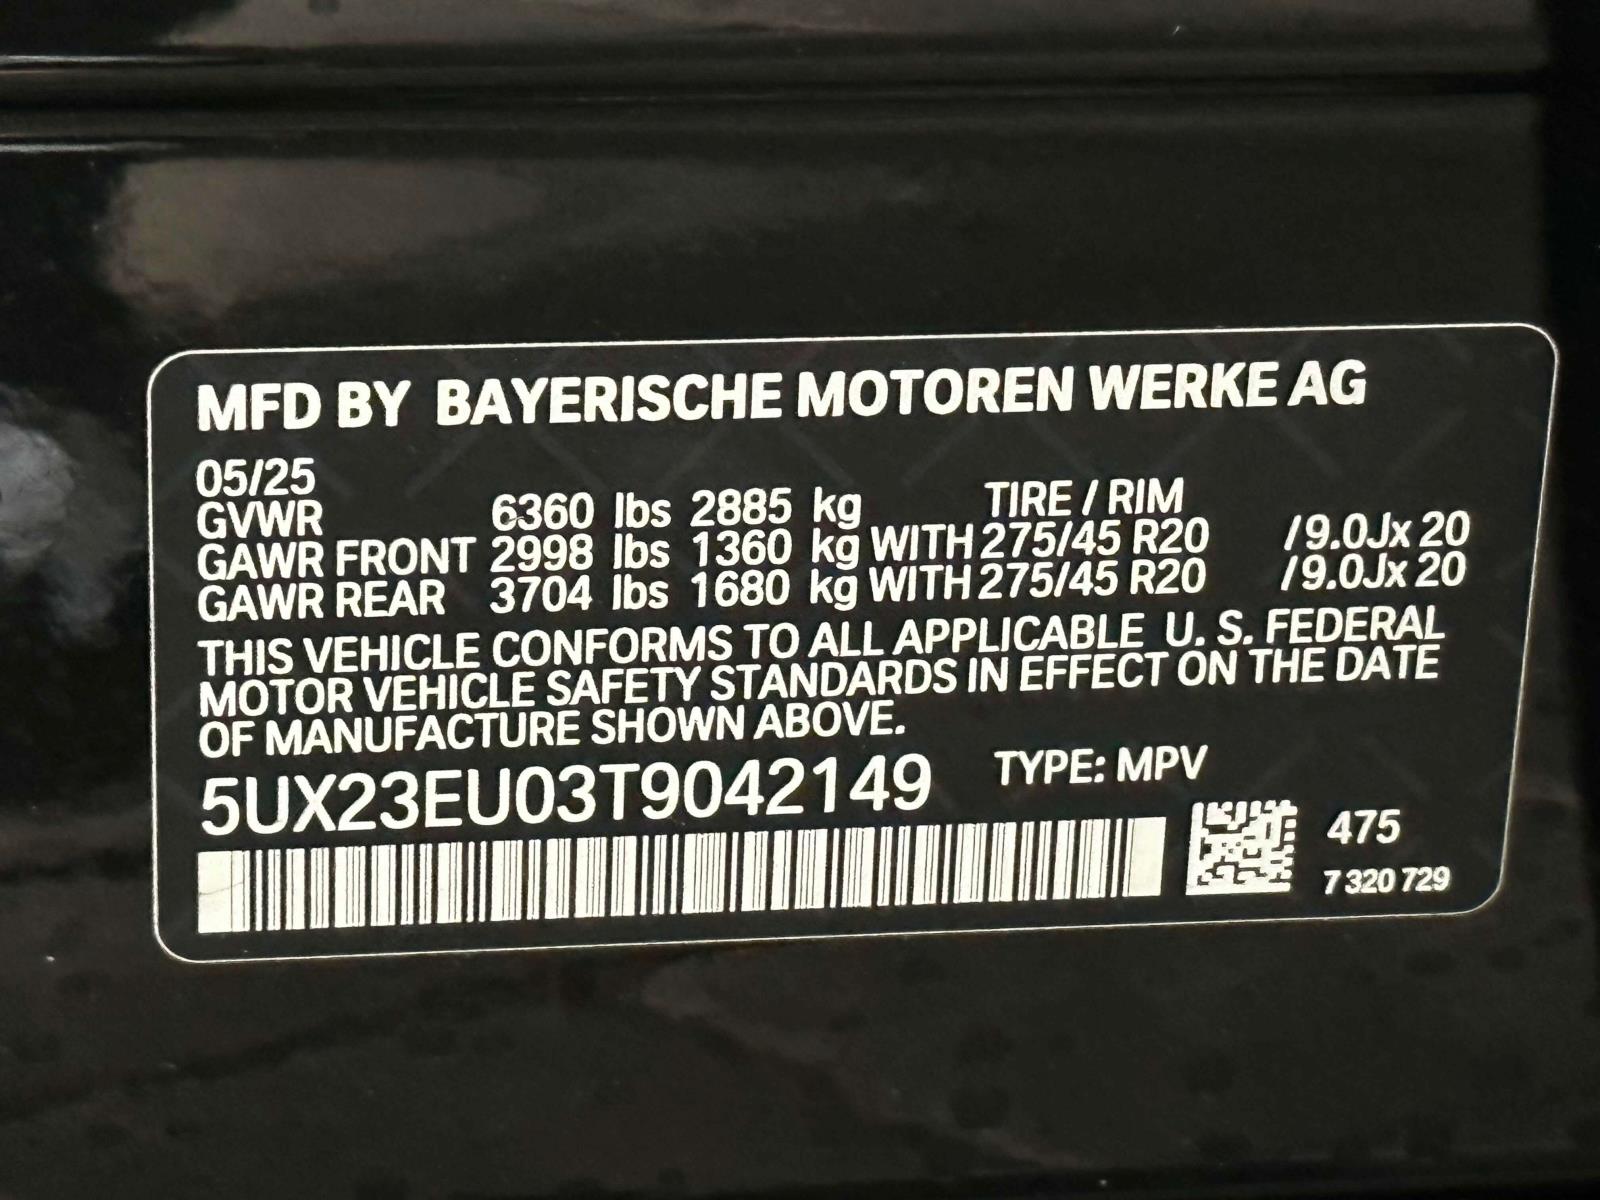 MFD BY BAYERISCHE MOTOREN WERKE AG
05/25
TIRE / RIM
GVWR 6360 lbs 2885 kg
GAWR FRONT 2998 lbs 1360 kg WITH 275/45 R20 /9.0Jx 20
GAWR REAR 3704 lbs 1680 kg WITH 275/45 R20 /9.0Jx 20
THIS VEHICLE CONFORMS TO ALL APPLICABLE U. S. FEDERAL
MOTOR VEHICLE SAFETY STANDARDS IN EFFECT ON THE DATE
OF MANUFACTURE SHOWN ABOVE.
5UX23EU03T9042149 TYPE: MPV
475
7 320 729